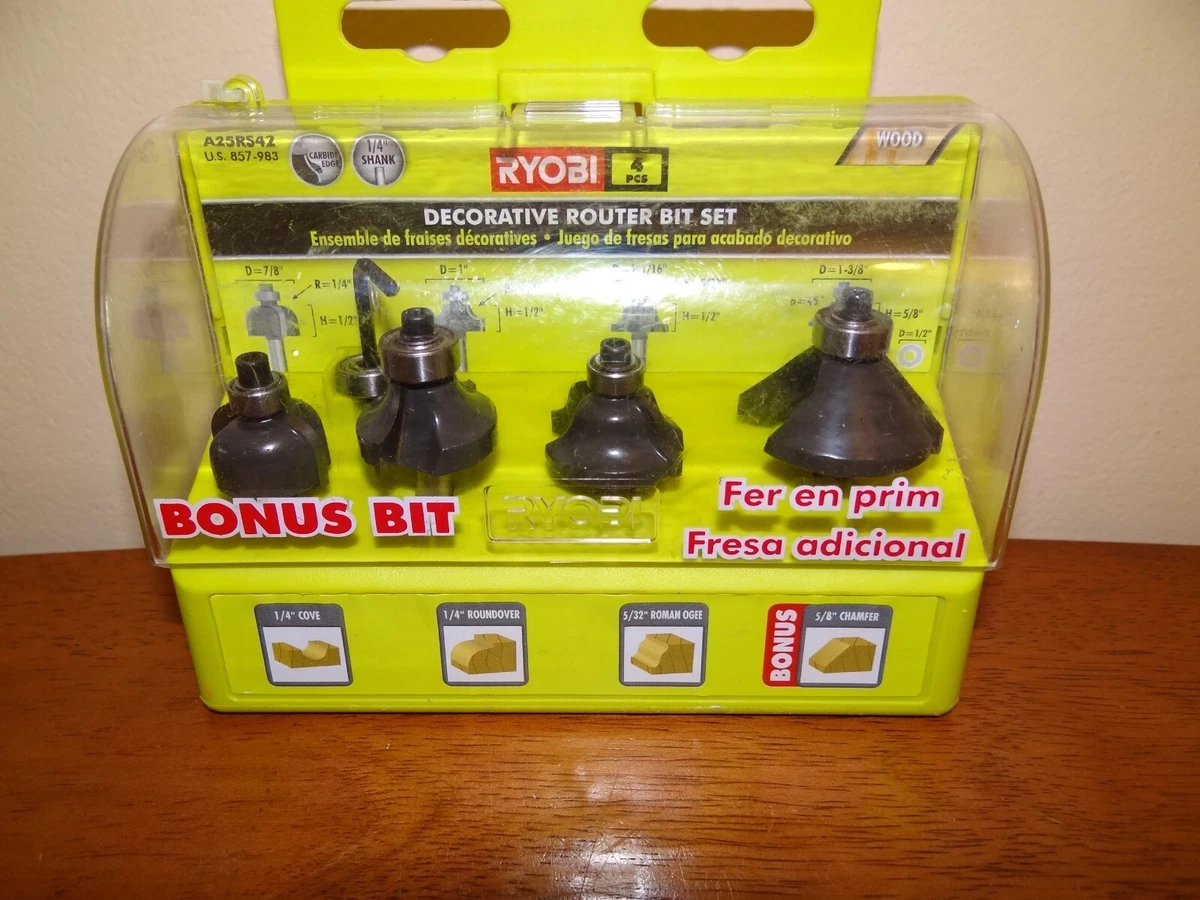 A25RS42
U.S. 857-983
CARBIDE EDGE
1/4" SHANK
RYOBI
4 PCS
WOOD
DECORATIVE ROUTER BIT SET
Ensemble de fraises décoratives • Juego de fresas para acabado decorativo
D=7/8"
R=1/4"
H=1/2"
D=1"
H=1/2"
1/16"
H=1/2"
D=1-3/8"
45°
H=5/8"
D=1/2"
BONUS BIT
RYOBI
Fer en prim
Fresa adicional
1/4" COVE
1/4" ROUNDOVER
5/32" ROMAN OGEE
BONUS
5/8" CHAMFER